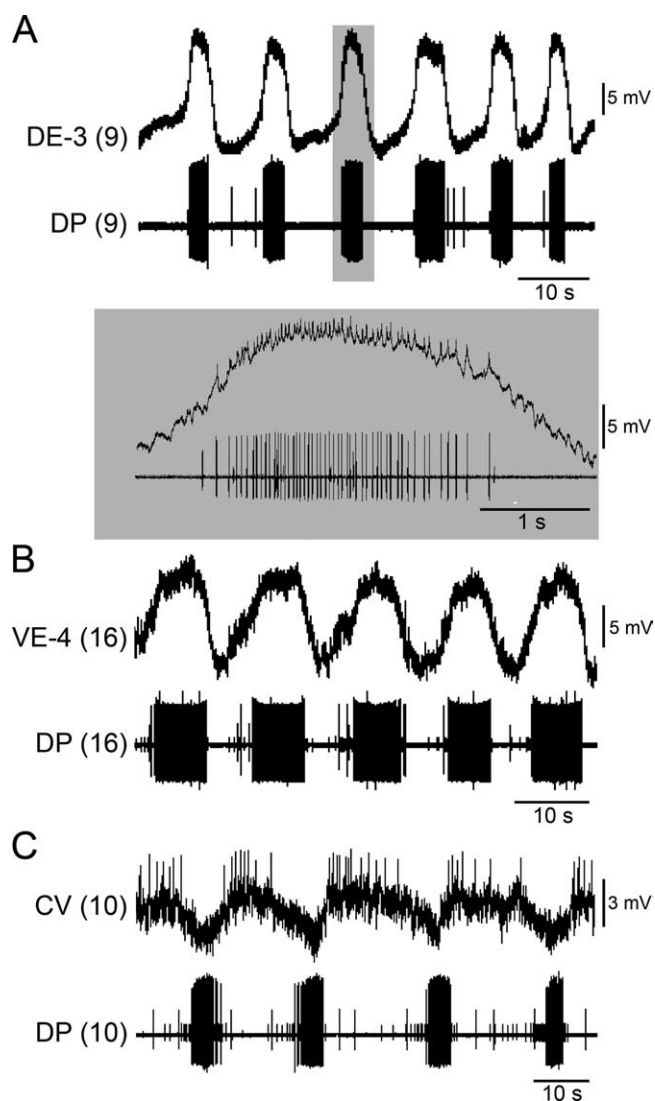 A
5 mV
DE-3 (9)
DP (9)
10 s
5 mV
1 s
B
VE-4 (16)
5 mV
DP (16)
10 s
C
CV (10)
3 mV
DP (10)
10 s